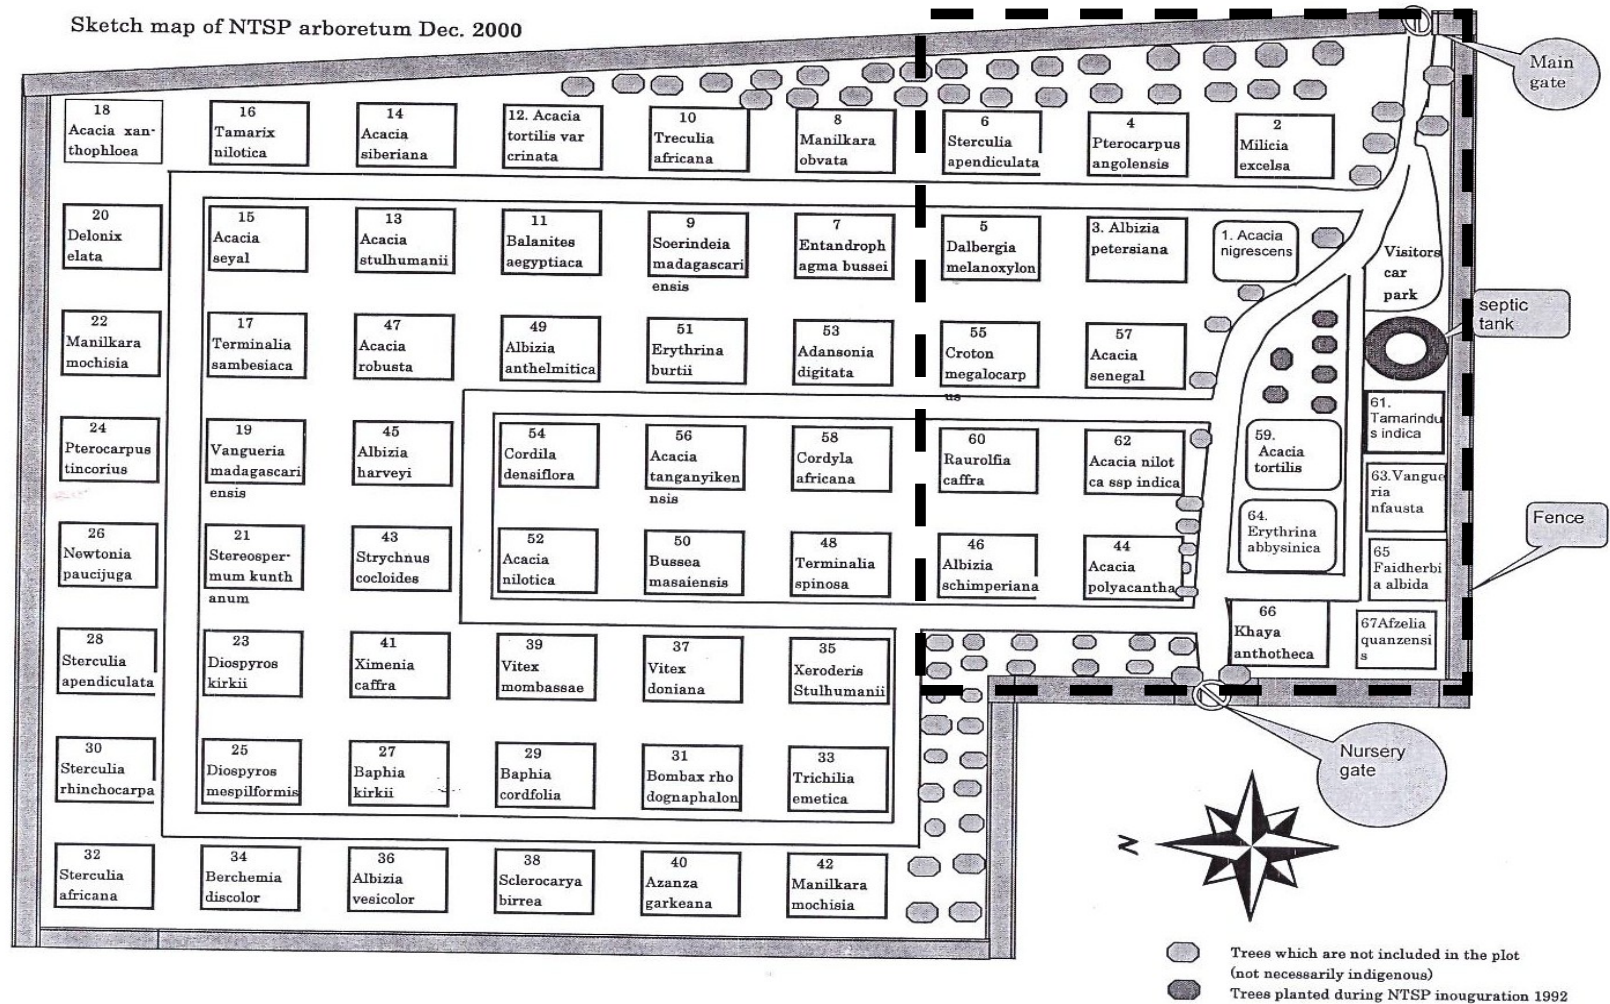 Sketch map of NTSP arboretum Dec. 2000
Main
gate
18
Acacia xan-
thophloea
16
Tamarix
nilotica
14
Acacia
siberiana
12. Acacia
tortilis var
crinata
10
Treculia
africana
8
Manilkara
obvata
6
Sterculia
apendiculata
4
Pterocarpus
angolensis
2
Milicia
excelsa
20
Delonix
elata
15
Acacia
seyal
13
Acacia
stulhumanii
11
Balanites
aegyptiaca
9
Soerindeia
madagascari
ensis
7
Entandroph
agma bussei
5
Dalbergia
melanoxylon
3. Albizia
petersiana
1. Acacia
nigrescens
Visitors
car
park
septic
tank
22
Manilkara
mochisia
17
Terminalia
sambesiaca
47
Acacia
robusta
49
Albizia
anthelmitica
51
Erythrina
burtii
53
Adansonia
digitata
55
Croton
megalocarp
us
57
Acacia
senegal
61.
Tamarindu
s indica
24
Pterocarpus
tincorius
19
Vangueria
madagascari
ensis
45
Albizia
harveyi
54
Cordila
densiflora
56
Acacia
tanganyiken
nsis
58
Cordyla
africana
60
Raurolfia
caffra
62
Acacia nilot
ca ssp indica
59.
Acacia
tortilis
63.Vangue
ria
nfausta
Fence
26
Newtonia
paucijuga
21
Stereosper-
mum kunth
anum
43
Strychnus
cocloides
52
Acacia
nilotica
50
Bussea
masaiensis
48
Terminalia
spinosa
46
Albizia
schimperiana
44
Acacia
polyacantha
64.
Erythrina
abbysinica
65
Faidherbi
a albida
28
Sterculia
apendiculata
23
Diospyros
kirkii
41
Ximenia
caffra
39
Vitex
mombassae
37
Vitex
doniana
35
Xeroderis
Stulhumanii
66
Khaya
anthotheca
67Afzelia
quanzensi
s
30
Sterculia
rhinchocarpa
25
Diospyros
mespilformis
27
Baphia
kirkii
29
Baphia
cordfolia
31
Bombax rho
dognaphalon
33
Trichilia
emetica
Nursery
gate
32
Sterculia
africana
34
Berchemia
discolor
36
Albizia
vesicolor
38
Sclerocarya
birrea
40
Azanza
garkeana
42
Manilkara
mochisia
N
Trees which are not included in the plot
(not necessarily indigenous)
Trees planted during NTSP inouguration 1992